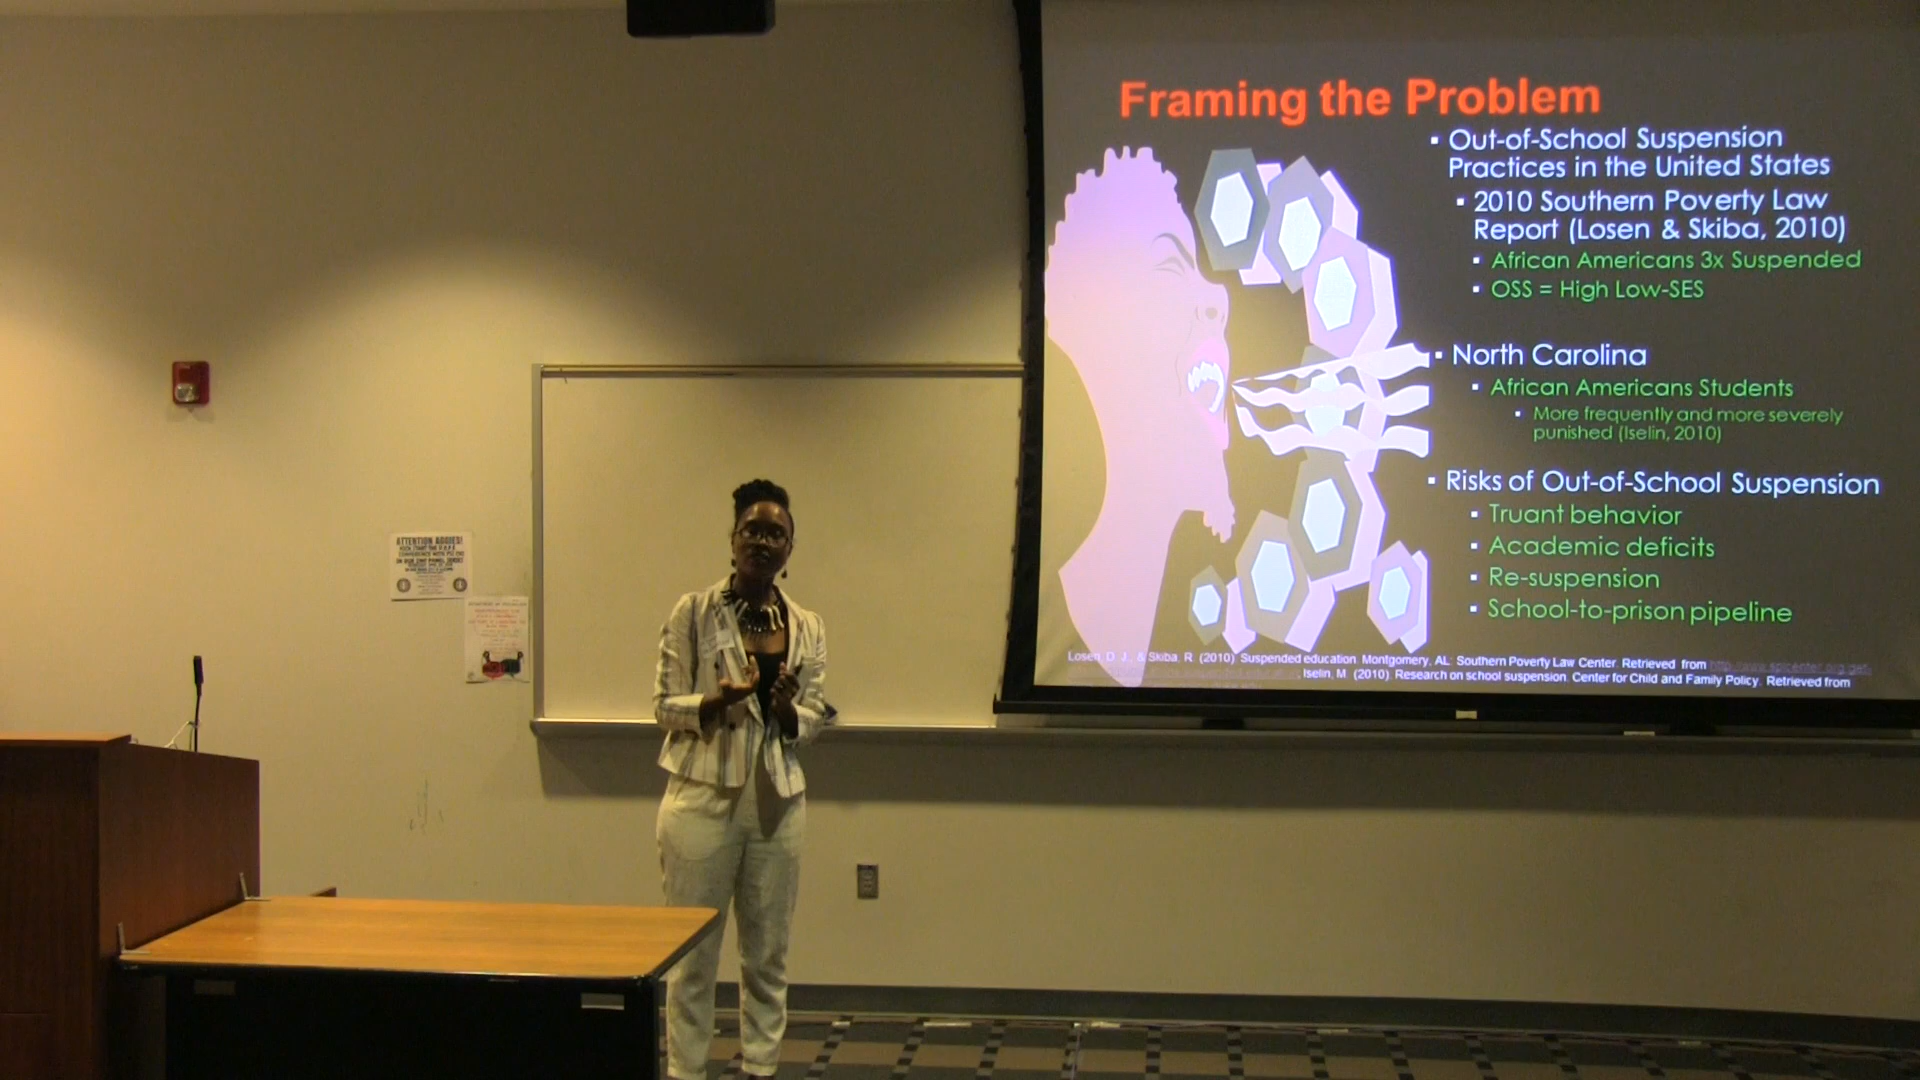 Framing the Problem
▪ Out-of-School Suspension
Practices in the United States
▪ 2010 Southern Poverty Law
Report (Losen & Skiba, 2010)
▪ African Americans 3x Suspended
▪ OSS = High Low-SES
▪ North Carolina
▪ African Americans Students
▪ More frequently and more severely
punished (Iselin, 2010)
▪ Risks of Out-of-School Suspension
▪ Truant behavior
▪ Academic deficits
▪ Re-suspension
▪ School-to-prison pipeline
Losen, D. J., & Skiba, R. (2010) Suspended education. Montgomery, AL: Southern Poverty Law Center. Retrieved from
Iselin, M (2010) Research on school suspension. Center for Child and Family Policy. Retrieved from
ATTENTION AGGIES!